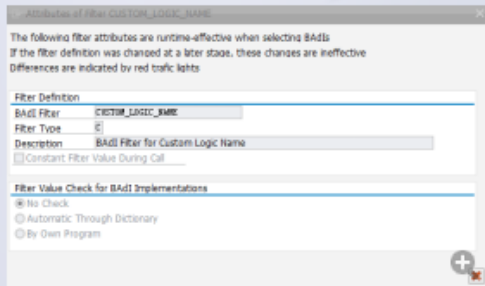 Attributes of Filter CUSTOM_LOGIC_NAME
The following filter attributes are runtime-effective when selecting BAdIs
If the filter definition was changed at a later stage, these changes are ineffective
Differences are indicated by red trafic lights
Filter Definition
BAdI Filter CUSTOM_LOGIC_NAME
Filter Type C
Description BAdI Filter for Custom Logic Name
Constant Filter Value During Call
Filter Value Check for BAdI Implementations
No Check
Automatic Through Dictionary
By Own Program